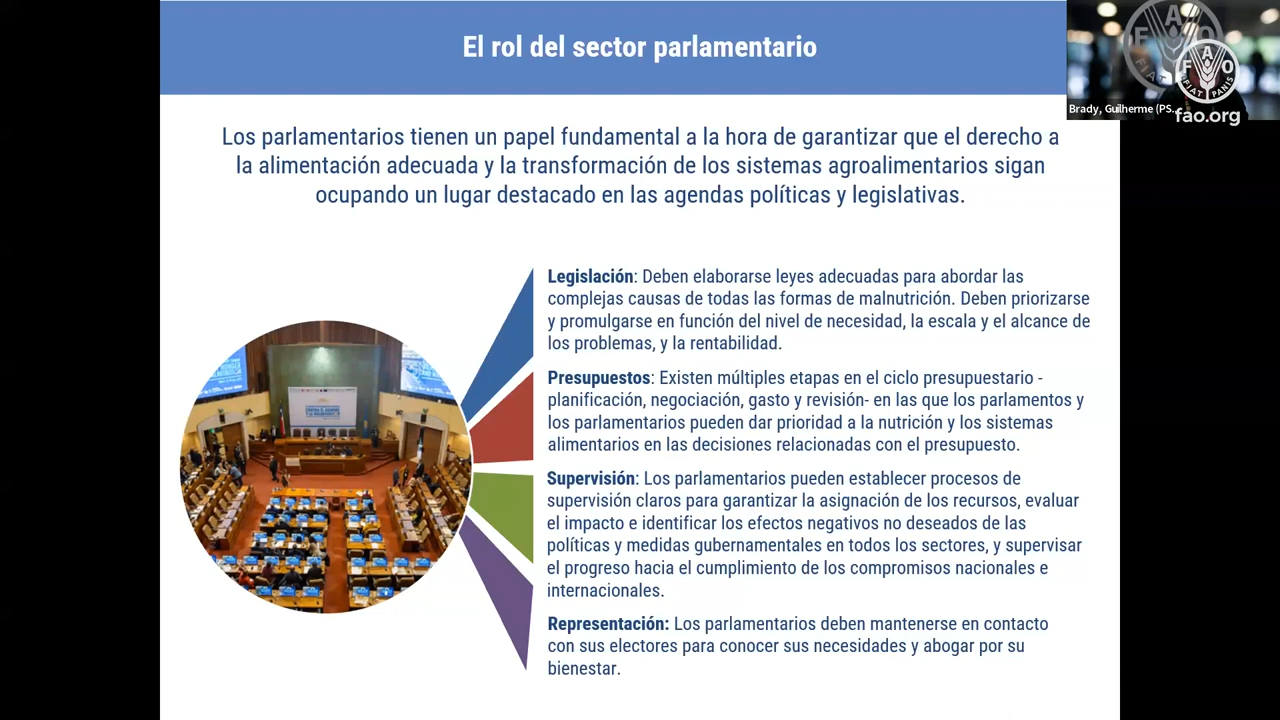 El rol del sector parlamentario
F A O
FIAT PANIS
Brady, Guilherme (PS...
fao.org
Los parlamentarios tienen un papel fundamental a la hora de garantizar que el derecho a
la alimentación adecuada y la transformación de los sistemas agroalimentarios sigan
ocupando un lugar destacado en las agendas políticas y legislativas.
Legislación: Deben elaborarse leyes adecuadas para abordar las
complejas causas de todas las formas de malnutrición. Deben priorizarse
y promulgarse en función del nivel de necesidad, la escala y el alcance de
los problemas, y la rentabilidad.
Presupuestos: Existen múltiples etapas en el ciclo presupuestario -
planificación, negociación, gasto y revisión- en las que los parlamentos y
los parlamentarios pueden dar prioridad a la nutrición y los sistemas
alimentarios en las decisiones relacionadas con el presupuesto.
Supervisión: Los parlamentarios pueden establecer procesos de
supervisión claros para garantizar la asignación de los recursos, evaluar
el impacto e identificar los efectos negativos no deseados de las
políticas y medidas gubernamentales en todos los sectores, y supervisar
el progreso hacia el cumplimiento de los compromisos nacionales e
internacionales.
Representación: Los parlamentarios deben mantenerse en contacto
con sus electores para conocer sus necesidades y abogar por su
bienestar.